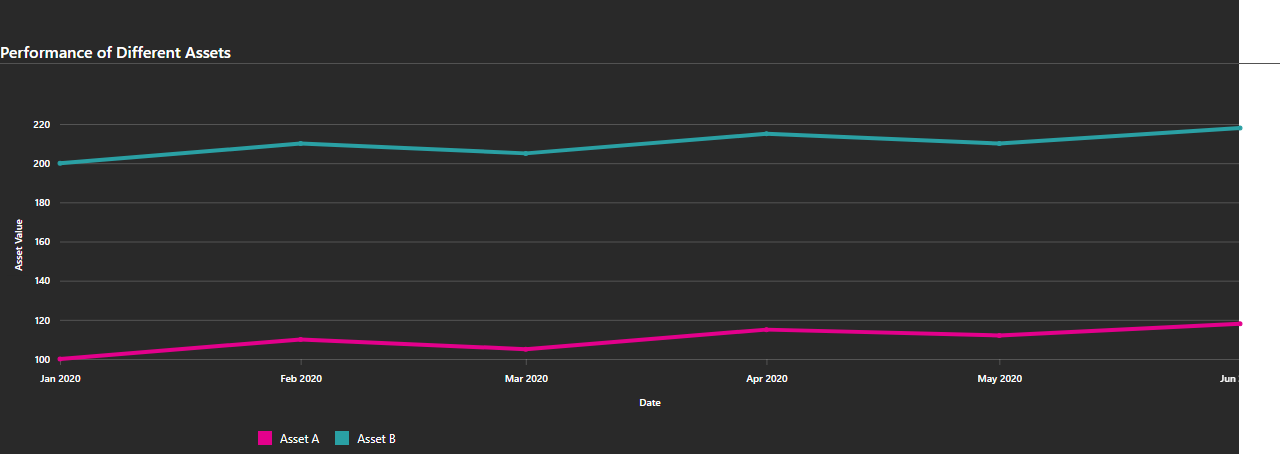 Performance of Different Assets
220
200
180
160
140
120
100
Asset Value
Jan 2020 Feb 2020 Mar 2020 Apr 2020 May 2020 Jun
Date
Asset A Asset B